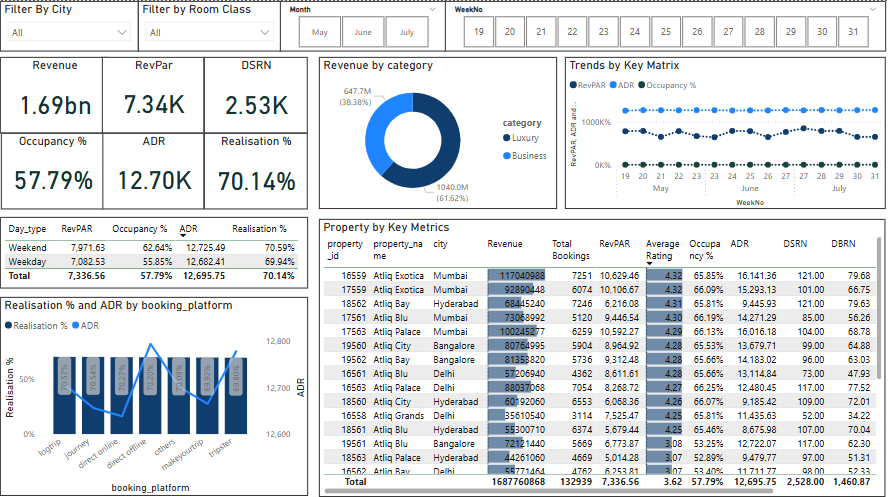 Filter By City
All
Filter by Room Class
All
Month
May June July
WeekNo
19 20 21 22 23 24 25 26 27 28 29 30 31
Revenue
1.69bn
RevPar
7.34K
DSRN
2.53K
Occupancy %
57.79%
ADR
12.70K
Realisation %
70.14%
Revenue by category
647.7M
(38.38%)
1040.0M
(61.62%)
category
Luxury
Business
Trends by Key Matrix
RevPAR ADR Occupancy %
RevPAR, ADR and ...
1000K%
0K%
19 20 21 22 23 23 24 25 26 27 27 28 29 30 31
May June July
WeekNo
Day_type RevPAR Occupancy % ADR Realisation %
Weekend 7,971.63 62.64% 12,725.49 70.59%
Weekday 7,082.53 55.85% 12,682.41 69.94%
Total 7,336.56 57.79% 12,695.75 70.14%
Realisation % and ADR by booking_platform
Realisation % ADR
Realisation %
50%
0%
70.57% 70.54% 70.27% 70.20% 70.09%
12,800
12,700
12,600
ADR
logtrip journey direct online direct offline others makeyourtrip tripster
booking_platform
Property by Key Metrics
property_id property_name city Revenue Total Bookings RevPAR Average Rating Occupancy % ADR DSRN DBRN
16559 Atliq Exotica Mumbai 117040988 7251 10,629.46 4.32 65.85% 16,141.36 121.00 79.68
17559 Atliq Exotica Mumbai 92890448 6074 10,106.67 4.32 66.09% 15,293.13 101.00 66.75
18562 Atliq Bay Hyderabad 68445240 7246 6,216.08 4.31 65.81% 9,445.93 121.00 79.63
17561 Atliq Blu Mumbai 73068992 5120 9,446.54 4.30 66.19% 14,271.29 85.00 56.26
17563 Atliq Palace Mumbai 100245277 6259 10,592.27 4.29 66.13% 16,016.18 104.00 68.78
19560 Atliq City Bangalore 80764995 5904 8,964.92 4.28 65.53% 13,679.71 99.00 64.88
19562 Atliq Bay Bangalore 81353820 5736 9,312.48 4.28 65.66% 14,183.02 96.00 63.03
16561 Atliq Blu Delhi 57206940 4362 8,611.61 4.28 65.66% 13,114.84 73.00 47.93
16563 Atliq Palace Delhi 88037068 7054 8,268.72 4.27 66.25% 12,480.45 117.00 77.52
18560 Atliq City Hyderabad 60192060 6553 6,068.36 4.26 66.07% 9,185.42 109.00 72.01
16558 Atliq Grands Delhi 35610540 3114 7,525.47 4.25 65.81% 11,435.63 52.00 34.22
18561 Atliq Blu Hyderabad 55300710 6374 5,679.44 4.25 65.46% 8,675.98 107.00 70.04
19561 Atliq Blu Bangalore 72121440 5669 6,773.87 3.08 53.25% 12,722.07 117.00 62.30
18563 Atliq Palace Hyderabad 44261060 4669 5,014.28 3.07 52.89% 9,479.77 97.00 51.31
16562 Atliq Bay Delhi 55771464 4762 6,253.81 3.07 53.40% 11,711.77 98.00 52.33
Total 1687760868 132939 7,336.56 3.62 57.79% 12,695.75 2,528.00 1,460.87